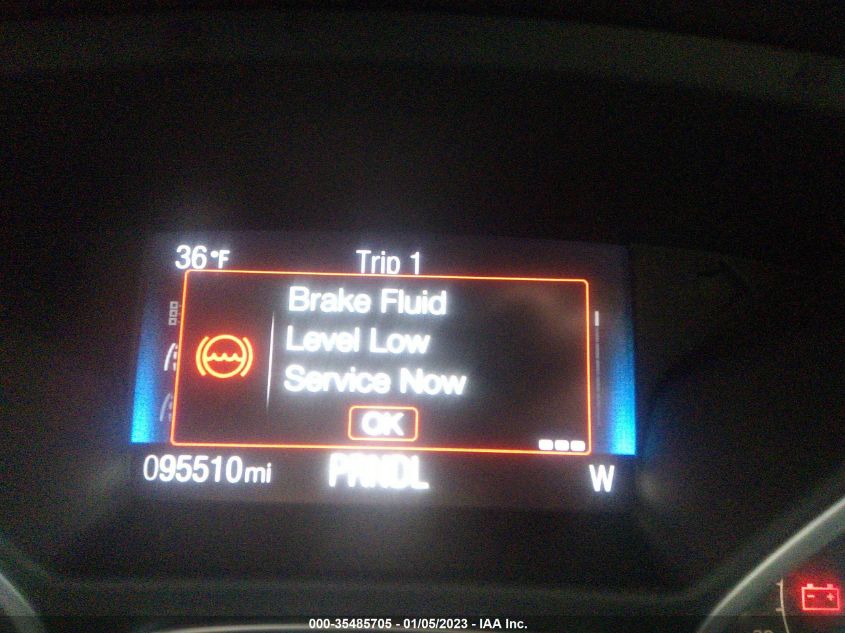 36°F Trip 1
Brake Fluid
Level Low
Service Now
OK
095510mi PRNDL W
000-35485705 - 01/05/2023 - IAA Inc.